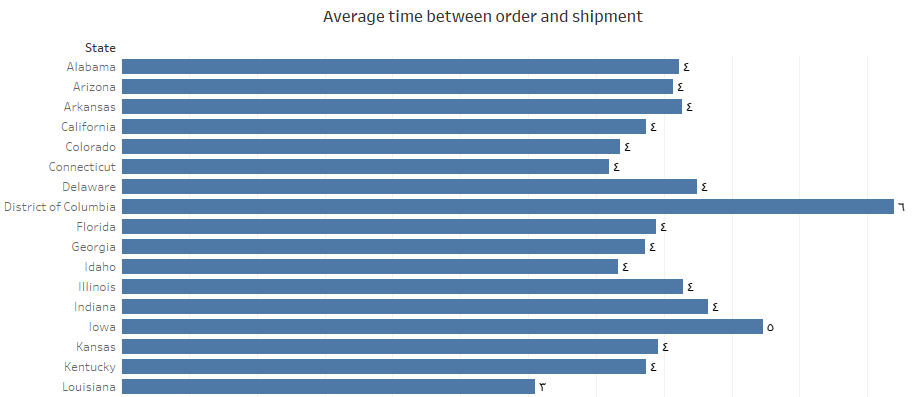 Average time between order and shipment
State
Alabama ٤
Arizona ٤
Arkansas ٤
California ٤
Colorado ٤
Connecticut ٤
Delaware ٤
District of Columbia ٦
Florida ٤
Georgia ٤
Idaho ٤
Illinois ٤
Indiana ٤
Iowa ٥
Kansas ٤
Kentucky ٤
Louisiana ٣